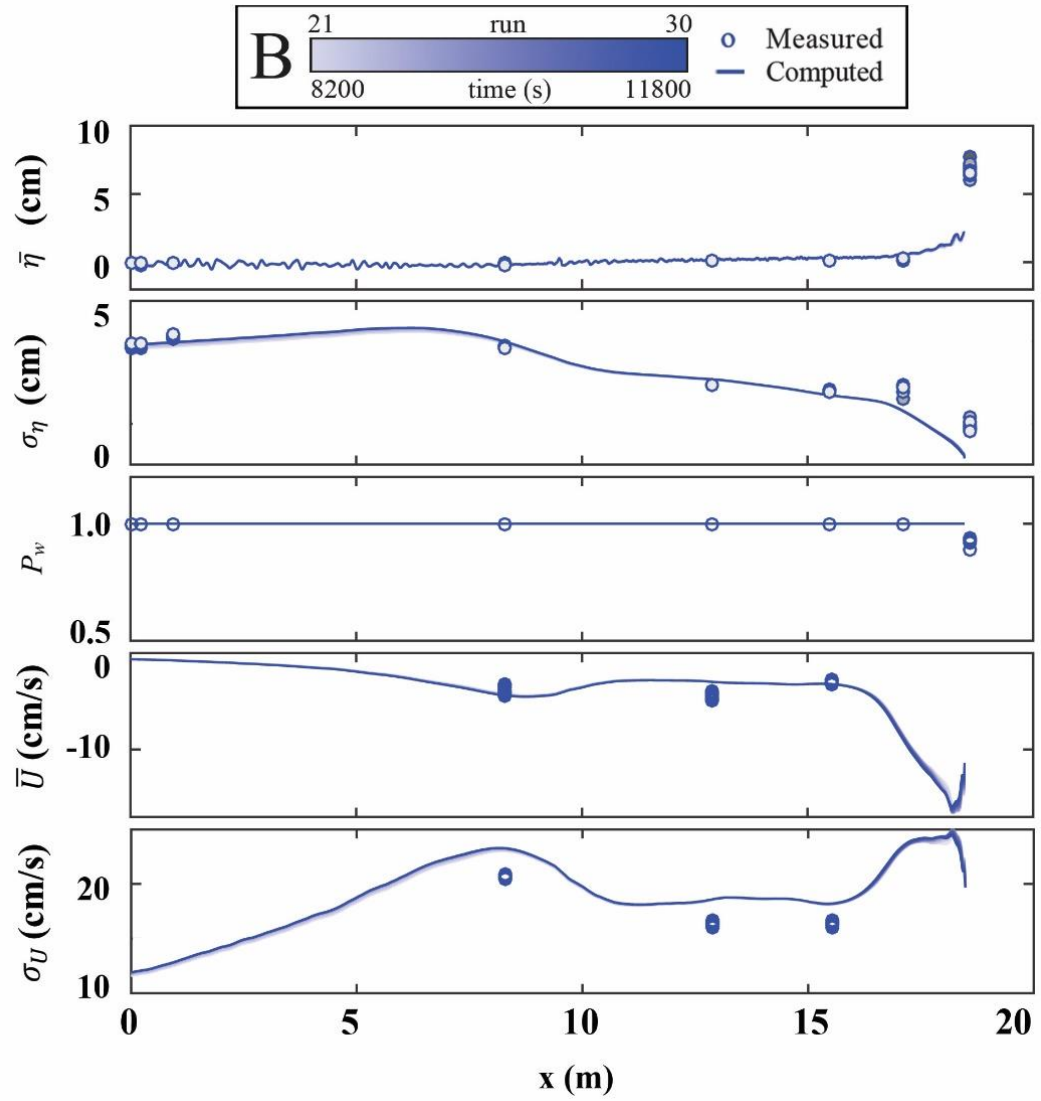 B
21 run 30
8200 time (s) 11800
Measured
Computed
10
5
0
η̄ (cm)
5
0
σ_η (cm)
1.0
0.5
P_w
0
-10
U̅ (cm/s)
20
10
σ_U (cm/s)
0 5 10 15 20
x (m)